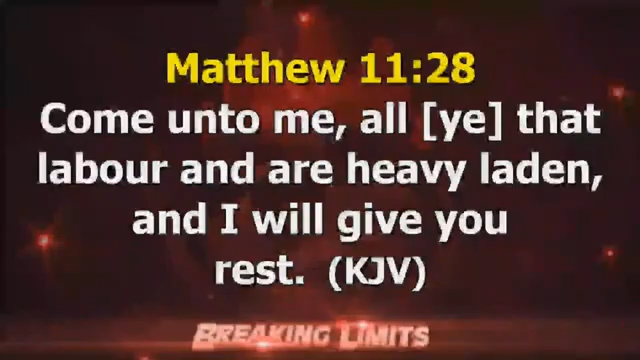 Matthew 11:28
Come unto me, all [ye] that
labour and are heavy laden,
and I will give you
rest. (KJV)
BREAKING LIMITS